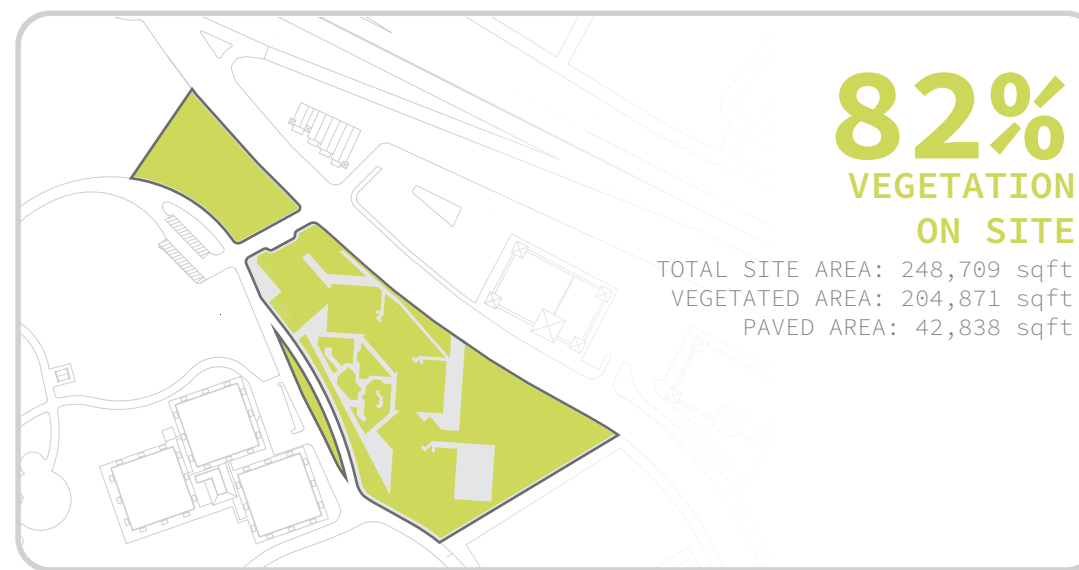 82%
VEGETATION
ON SITE
TOTAL SITE AREA: 248,709 sqft
VEGETATED AREA: 204,871 sqft
PAVED AREA: 42,838 sqft